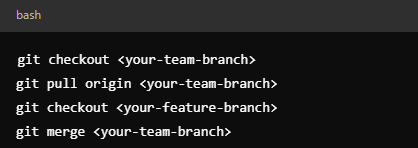 bash
git checkout <your-team-branch>
git pull origin <your-team-branch>
git checkout <your-feature-branch>
git merge <your-team-branch>